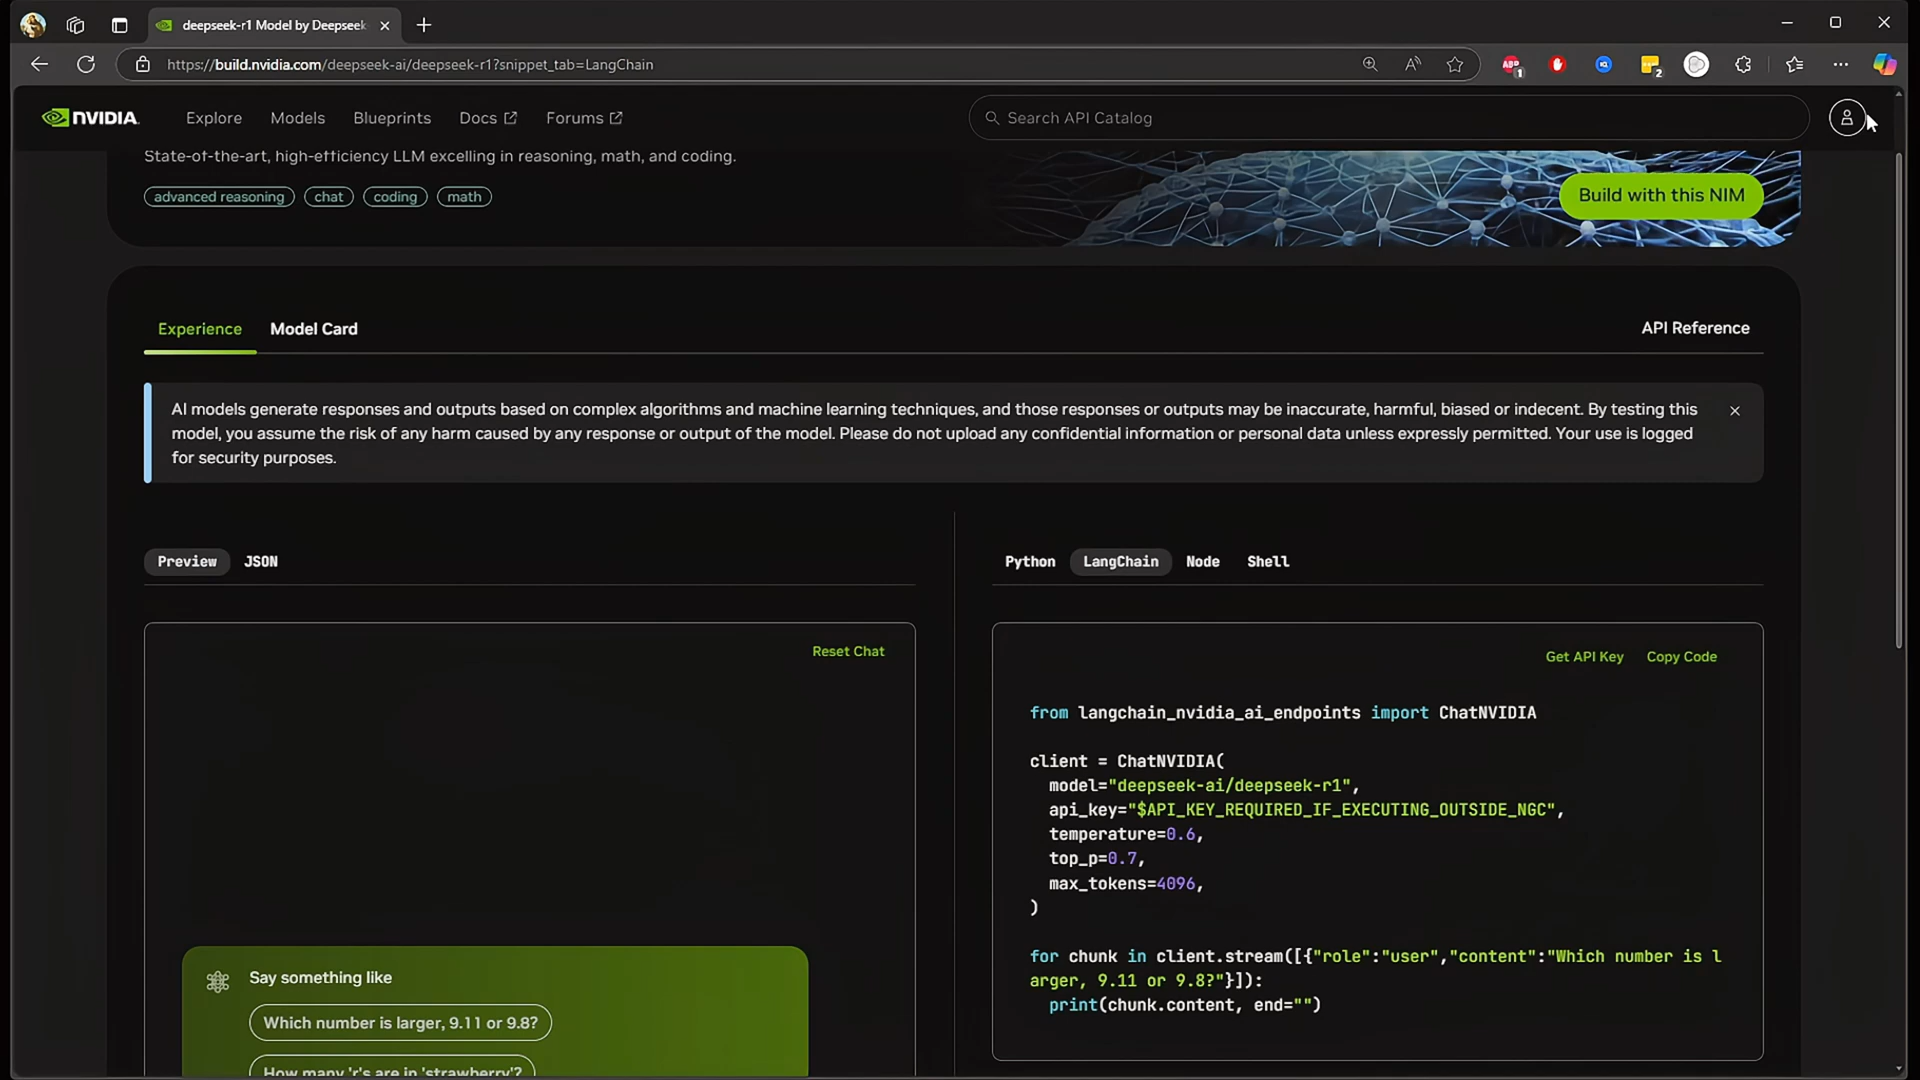 deepseek-r1 Model by Deepseek
https://build.nvidia.com/deepseek-ai/deepseek-r1?snippet_tab=LangChain
ABP
1
2
NVIDIA
Explore
Models
Blueprints
Docs
Forums
Search API Catalog
State-of-the-art, high-efficiency LLM excelling in reasoning, math, and coding.
advanced reasoning
chat
coding
math
Build with this NIM
Experience
Model Card
API Reference
AI models generate responses and outputs based on complex algorithms and machine learning techniques, and those responses or outputs may be inaccurate, harmful, biased or indecent. By testing this
model, you assume the risk of any harm caused by any response or output of the model. Please do not upload any confidential information or personal data unless expressly permitted. Your use is logged
for security purposes.
Preview
JSON
Python
LangChain
Node
Shell
Reset Chat
Get API Key
Copy Code
from langchain_nvidia_ai_endpoints import ChatNVIDIA
client = ChatNVIDIA(
model="deepseek-ai/deepseek-r1",
api_key="$API_KEY_REQUIRED_IF_EXECUTING_OUTSIDE_NGC",
temperature=0.6,
top_p=0.7,
max_tokens=4096,
)
for chunk in client.stream([{"role":"user","content":"Which number is l
arger, 9.11 or 9.8?"}]):
print(chunk.content, end="")
Say something like
Which number is larger, 9.11 or 9.8?
How many 'r's are in 'strawberry'?